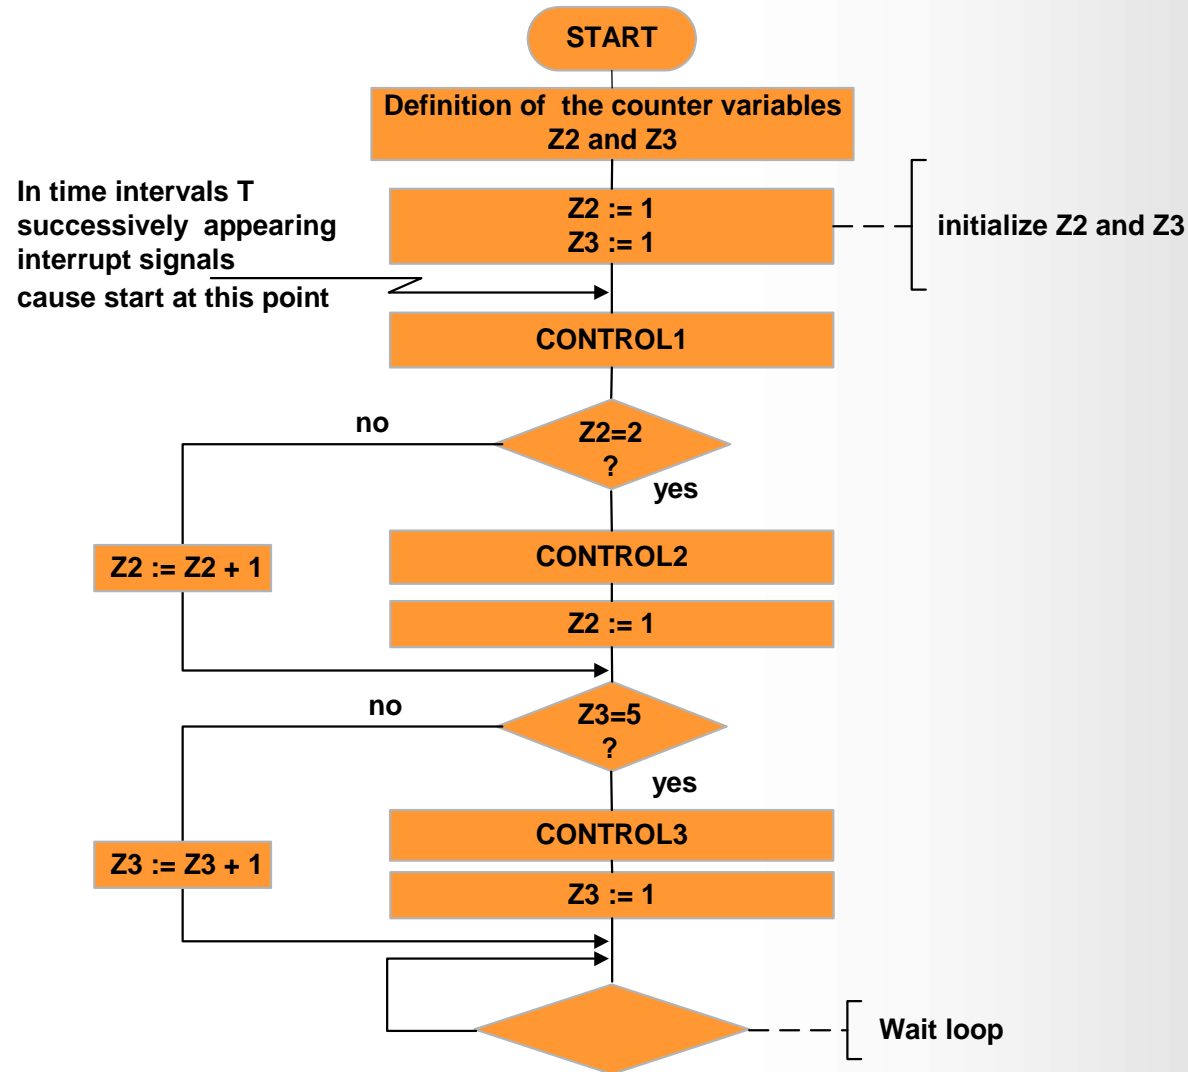 START
Definition of the counter variables
Z2 and Z3
In time intervals T
successively appearing
interrupt signals
cause start at this point
Z2 := 1
Z3 := 1
initialize Z2 and Z3
CONTROL1
no
Z2=2
?
yes
Z2 := Z2 + 1
CONTROL2
Z2 := 1
no
Z3=5
?
yes
Z3 := Z3 + 1
CONTROL3
Z3 := 1
Wait loop